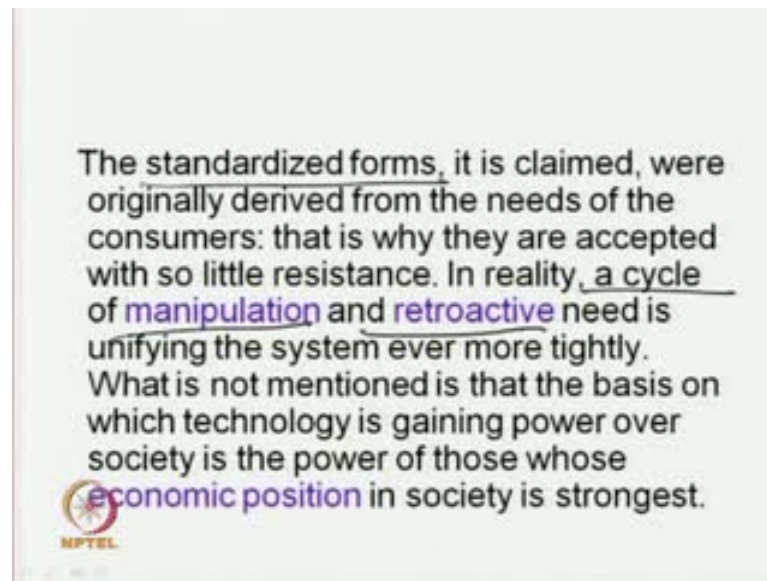 The standardized forms, it is claimed, were
originally derived from the needs of the
consumers: that is why they are accepted
with so little resistance. In reality, a cycle
of manipulation and retroactive need is
unifying the system ever more tightly.
What is not mentioned is that the basis on
which technology is gaining power over
society is the power of those whose
economic position in society is strongest.
NPTEL